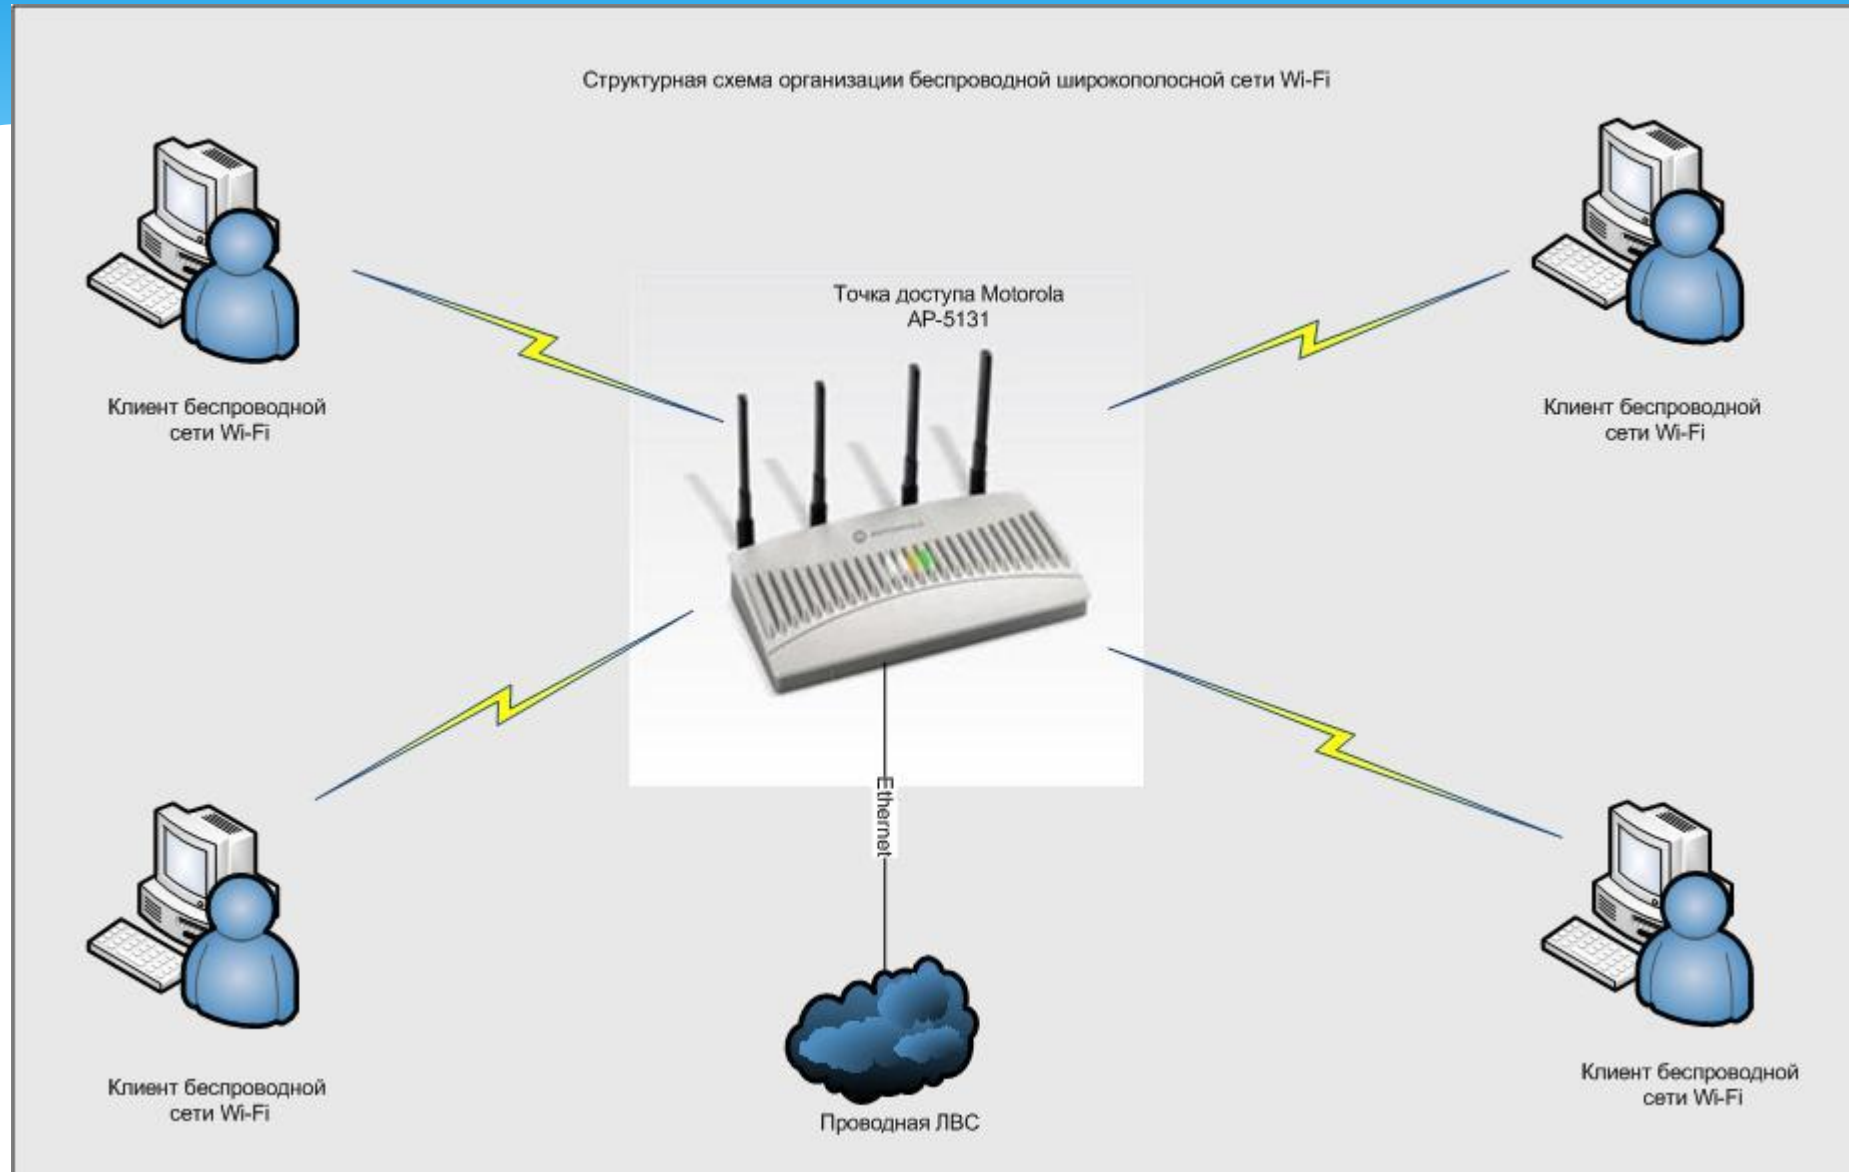 Структурная схема организации беспроводной широкополосной сети Wi-Fi
Точка доступа Motorola
AP-5131
Клиент беспроводной
сети Wi-Fi
Клиент беспроводной
сети Wi-Fi
MOTOROLA
Ethernet
Клиент беспроводной
сети Wi-Fi
Клиент беспроводной
сети Wi-Fi
Проводная ЛВС